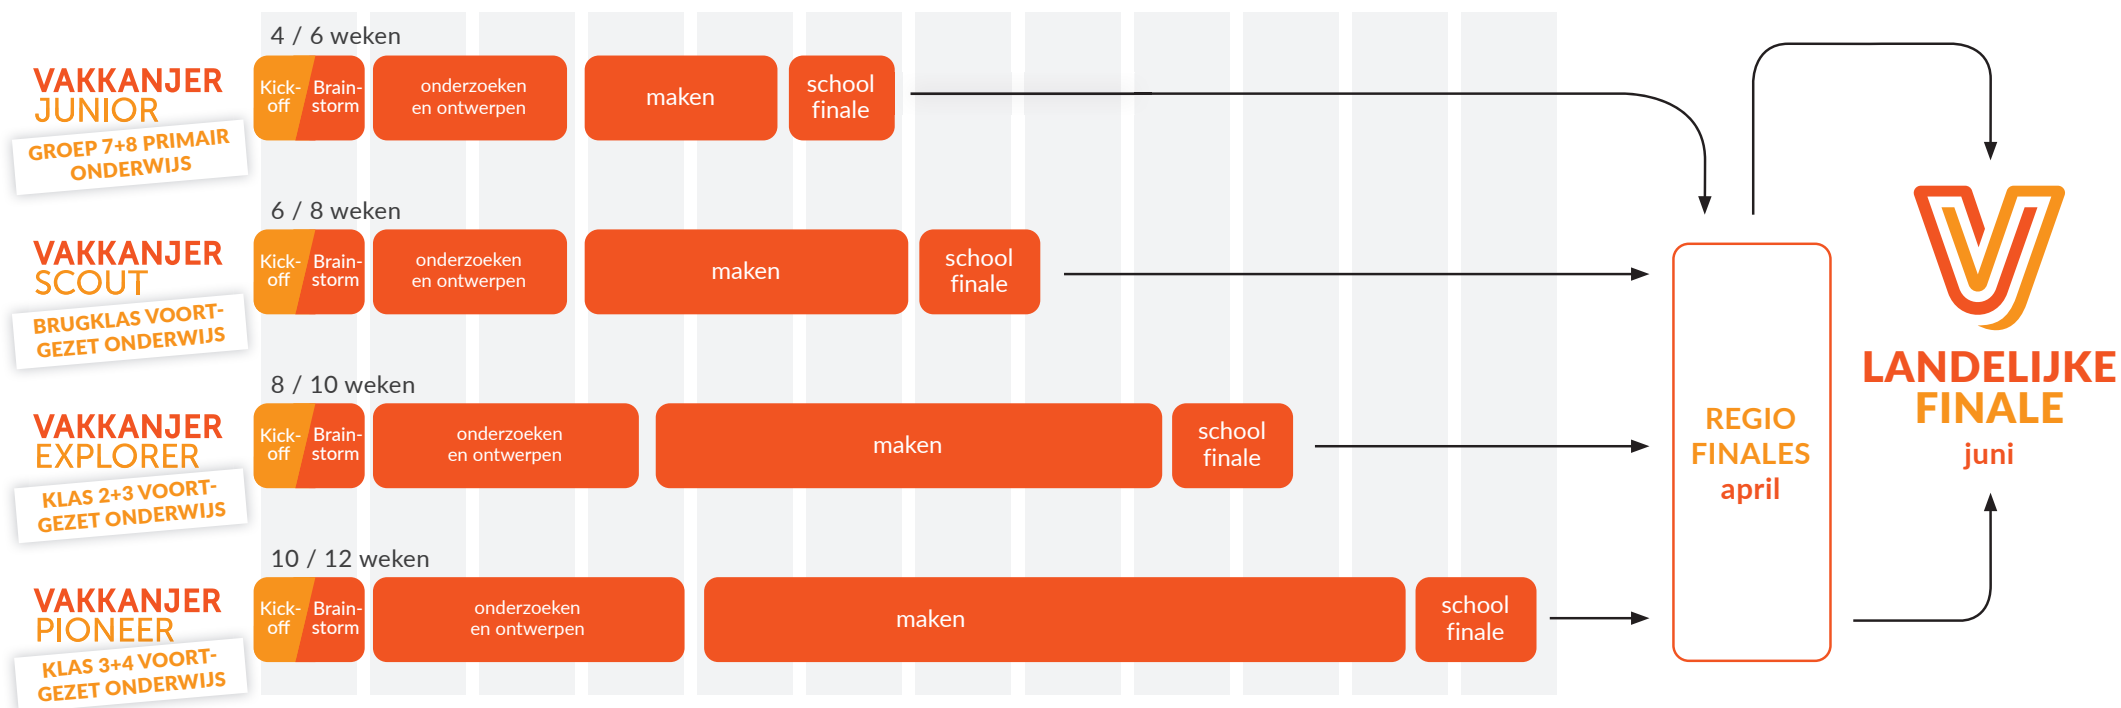 4 / 6 weken
VAKKANJER
JUNIOR
GROEP 7+8 PRIMAIR
ONDERWIJS
Kick-
off
Brain-
storm
onderzoeken
en ontwerpen
maken
school
finale
6 / 8 weken
VAKKANJER
SCOUT
BRUGKLAS VOORT-
GEZET ONDERWIJS
Kick-
off
Brain-
storm
onderzoeken
en ontwerpen
maken
school
finale
8 / 10 weken
VAKKANJER
EXPLORER
KLAS 2+3 VOORT-
GEZET ONDERWIJS
Kick-
off
Brain-
storm
onderzoeken
en ontwerpen
maken
school
finale
10 / 12 weken
VAKKANJER
PIONEER
KLAS 3+4 VOORT-
GEZET ONDERWIJS
Kick-
off
Brain-
storm
onderzoeken
en ontwerpen
maken
school
finale
REGIO
FINALES
april
LANDELIJKE
FINALE
juni